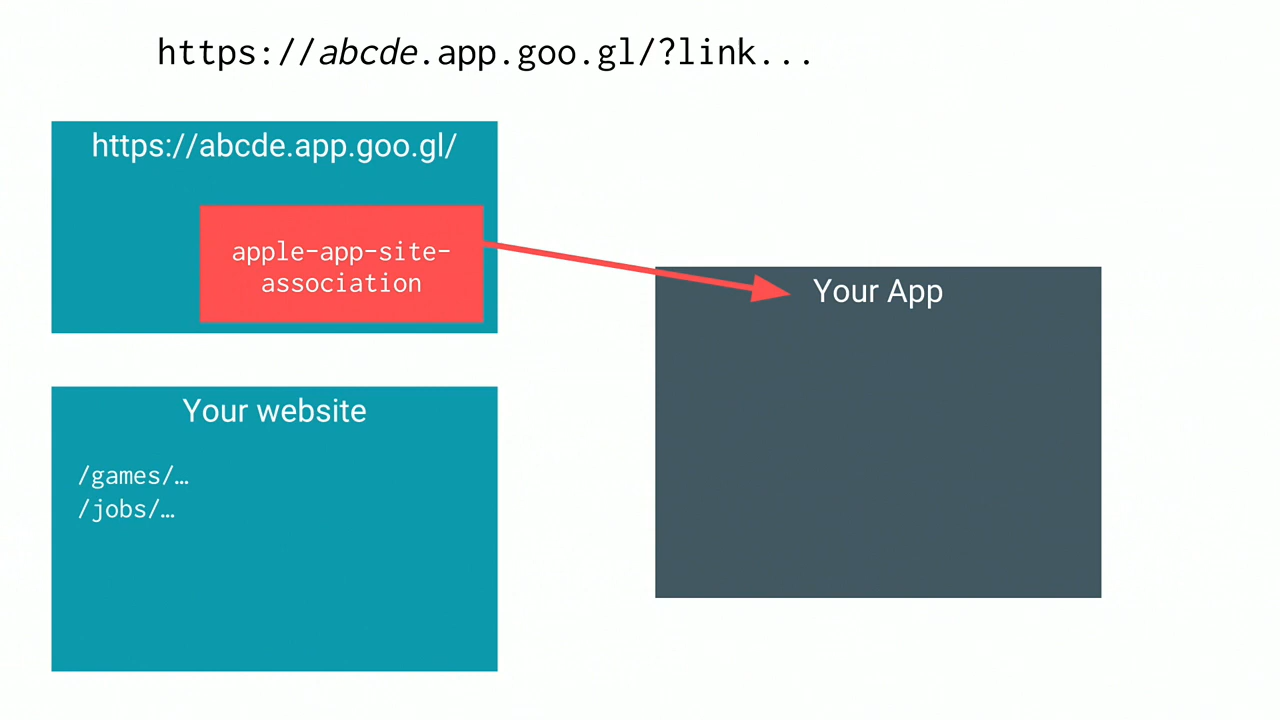 https://abcde.app.goo.gl/?link...
https://abcde.app.goo.gl/
apple-app-site-
association
Your App
Your website
/games/…
/jobs/…